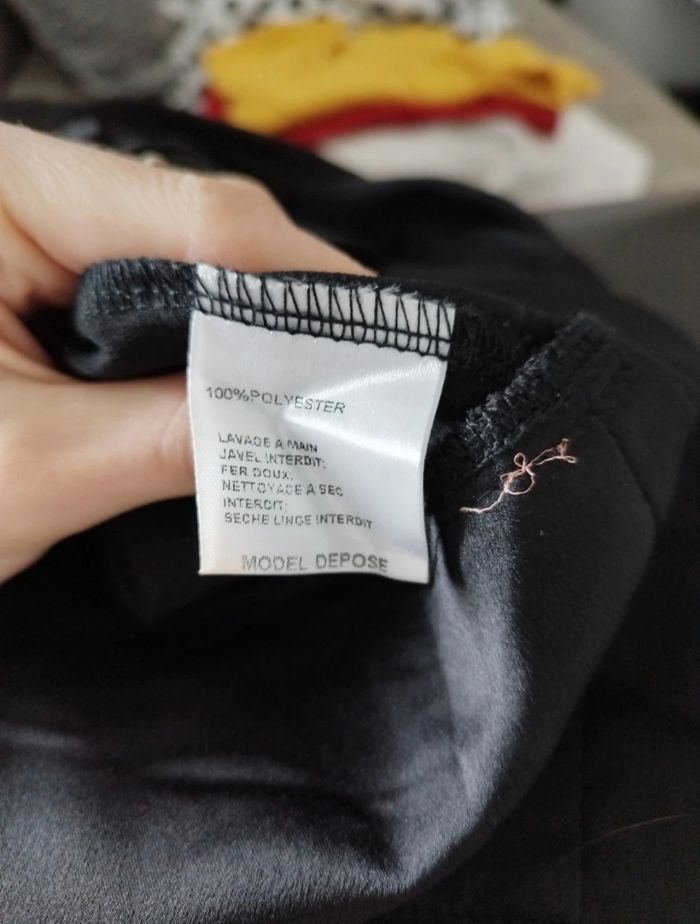 100%POLYESTER
LAVAGE A MAIN
JAVEL INTERDIT:
FER DOUX:
NETTOYAGE A SEC
INTERDIT:
SECHE LINGE INTERDIT
MODEL DEPOSE